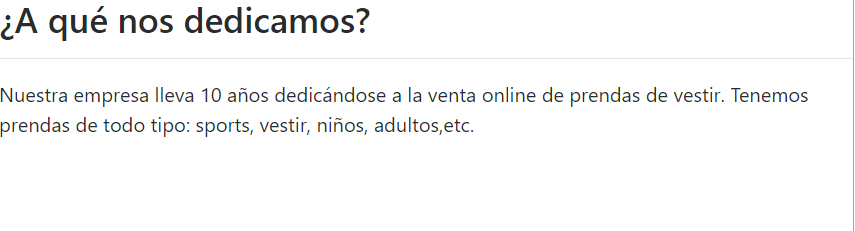 ¿A qué nos dedicamos?
Nuestra empresa lleva 10 años dedicándose a la venta online de prendas de vestir. Tenemos
prendas de todo tipo: sports, vestir, niños, adultos,etc.